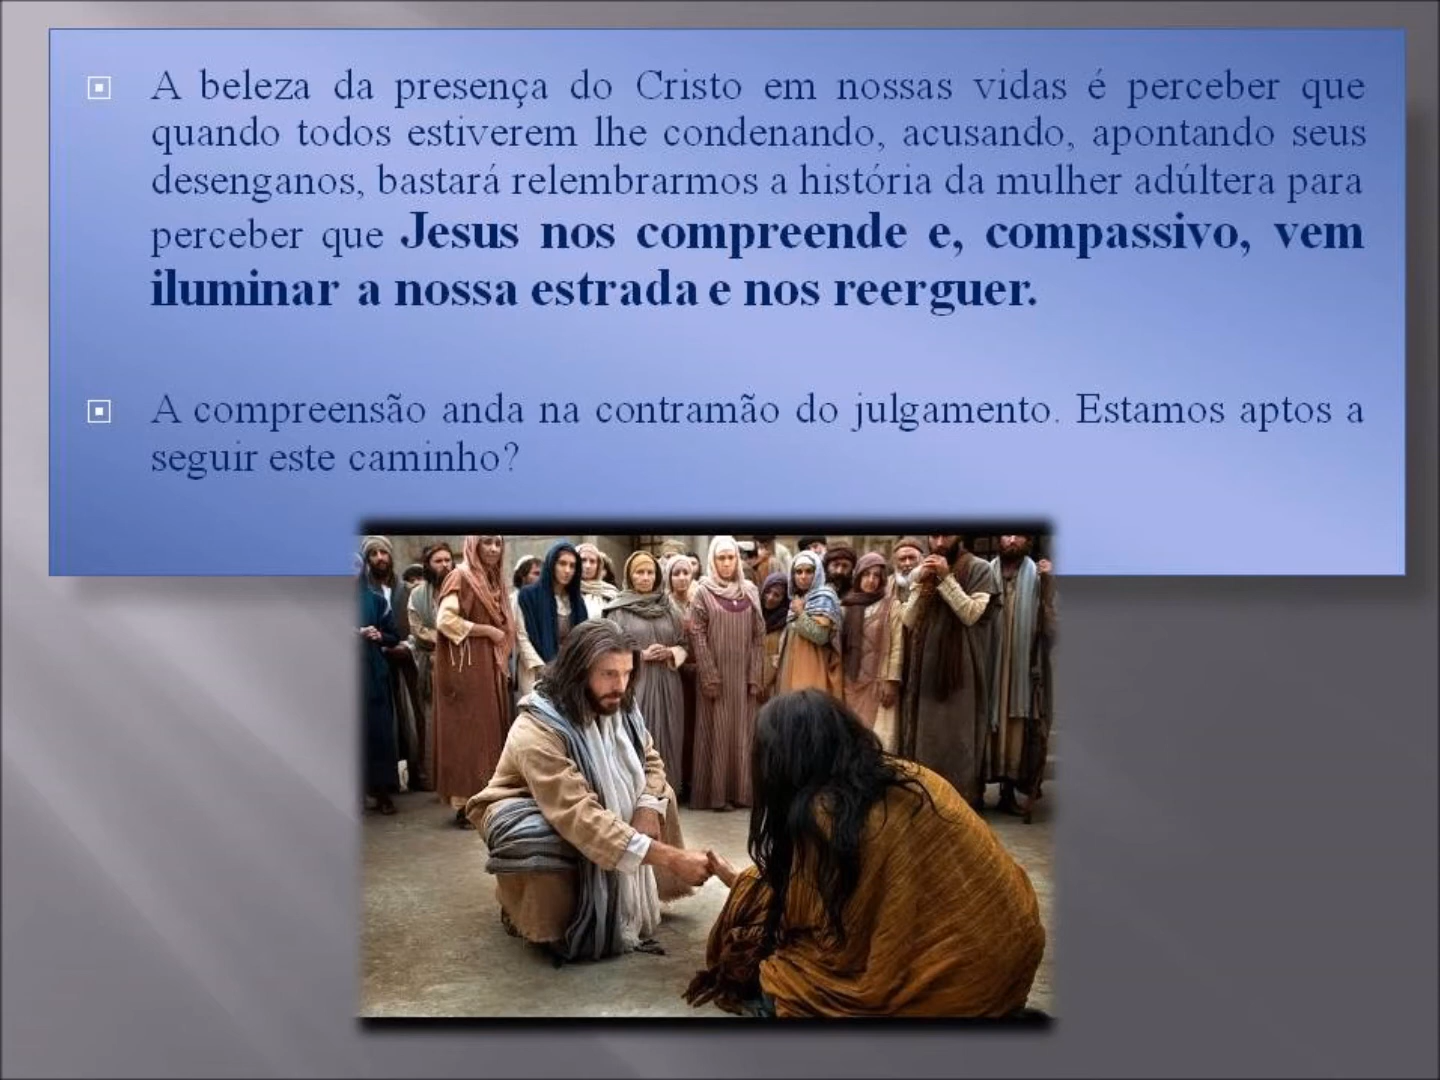 A beleza da presença do Cristo em nossas vidas é perceber que
quando todos estiverem lhe condenando, acusando, apontando seus
desenganos, bastará relembrarmos a história da mulher adúltera para
perceber que Jesus nos compreende e, compassivo, vem
iluminar a nossa estrada e nos reerguer.
A compreensão anda na contramão do julgamento. Estamos aptos a
seguir este caminho?